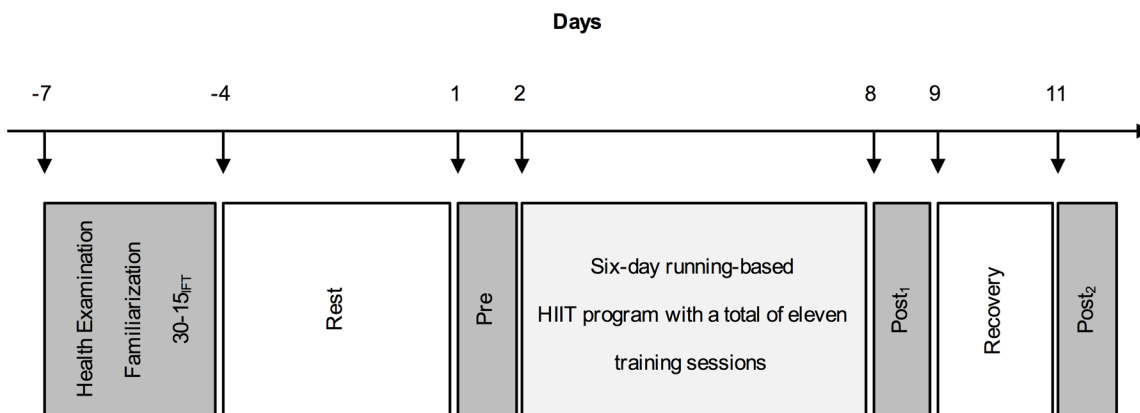 Days
-7 -4 1 2 8 9 11
Health Examination
Familiarization
30-15IFT
Rest
Pre
Six-day running-based
HIIT program with a total of eleven
training sessions
Post1
Recovery
Post2